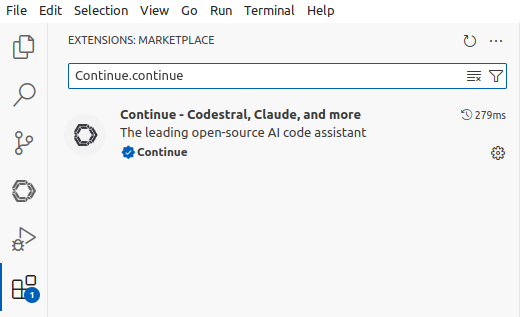 File Edit Selection View Go Run Terminal Help
EXTENSIONS: MARKETPLACE
Continue.continue
Continue - Codestral, Claude, and more 279ms
The leading open-source AI code assistant
Continue
1